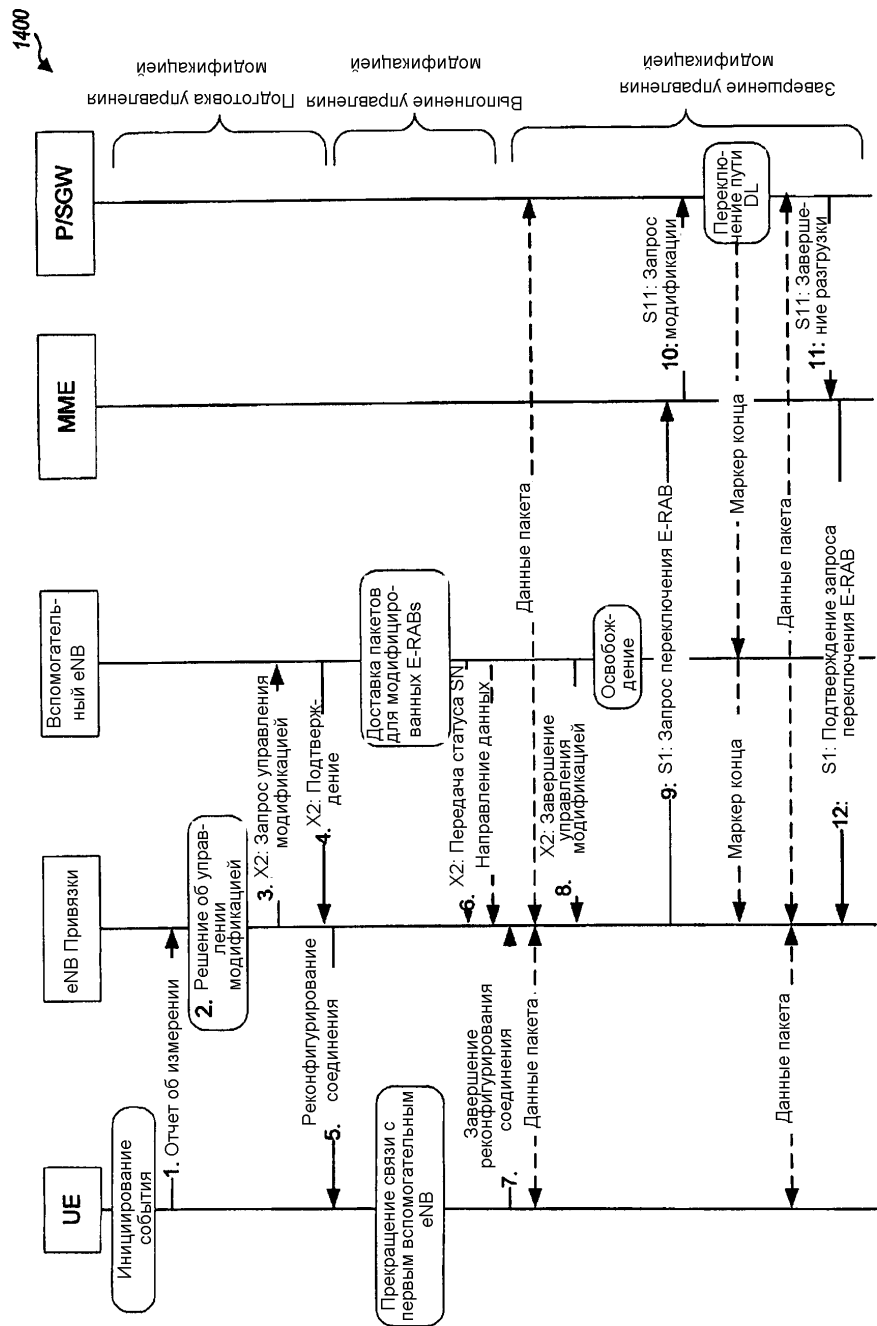 1400
UE
eNB Привязки
Вспомогатель-
ный eNB
MME
P/SGW
Инициирование
события
1. Отчет об измерении
2. Решение об управ-
лении
модификацией
3. X2: Запрос управления
модификацией
4. X2: Подтверж-
дение
Реконфигурирование
5. соединения
Подготовка управления
модификацией
Прекращение связи с
первым вспомогательным
eNB
Доставка пакетов
для модифициро-
ванных E-RABs
X2: Передача статуса SN
6.
Направление данных
Выполнение управления
модификацией
Завершение
реконфигурирования
соединения
7.
Данные пакета
Данные пакета
X2: Завершение
управления
8. модификацией
Освобож-
дение
9: S1: Запрос переключения E-RAB
S11: Запрос
10: модификации
Переклю-
чение пути
DL
Маркер конца
Маркер конца
Данные пакета
Данные пакета
S11: Заверше-
11: ние разгрузки
S1: Подтверждение запроса
12: переключения E-RAB
Завершение управления
модификацией